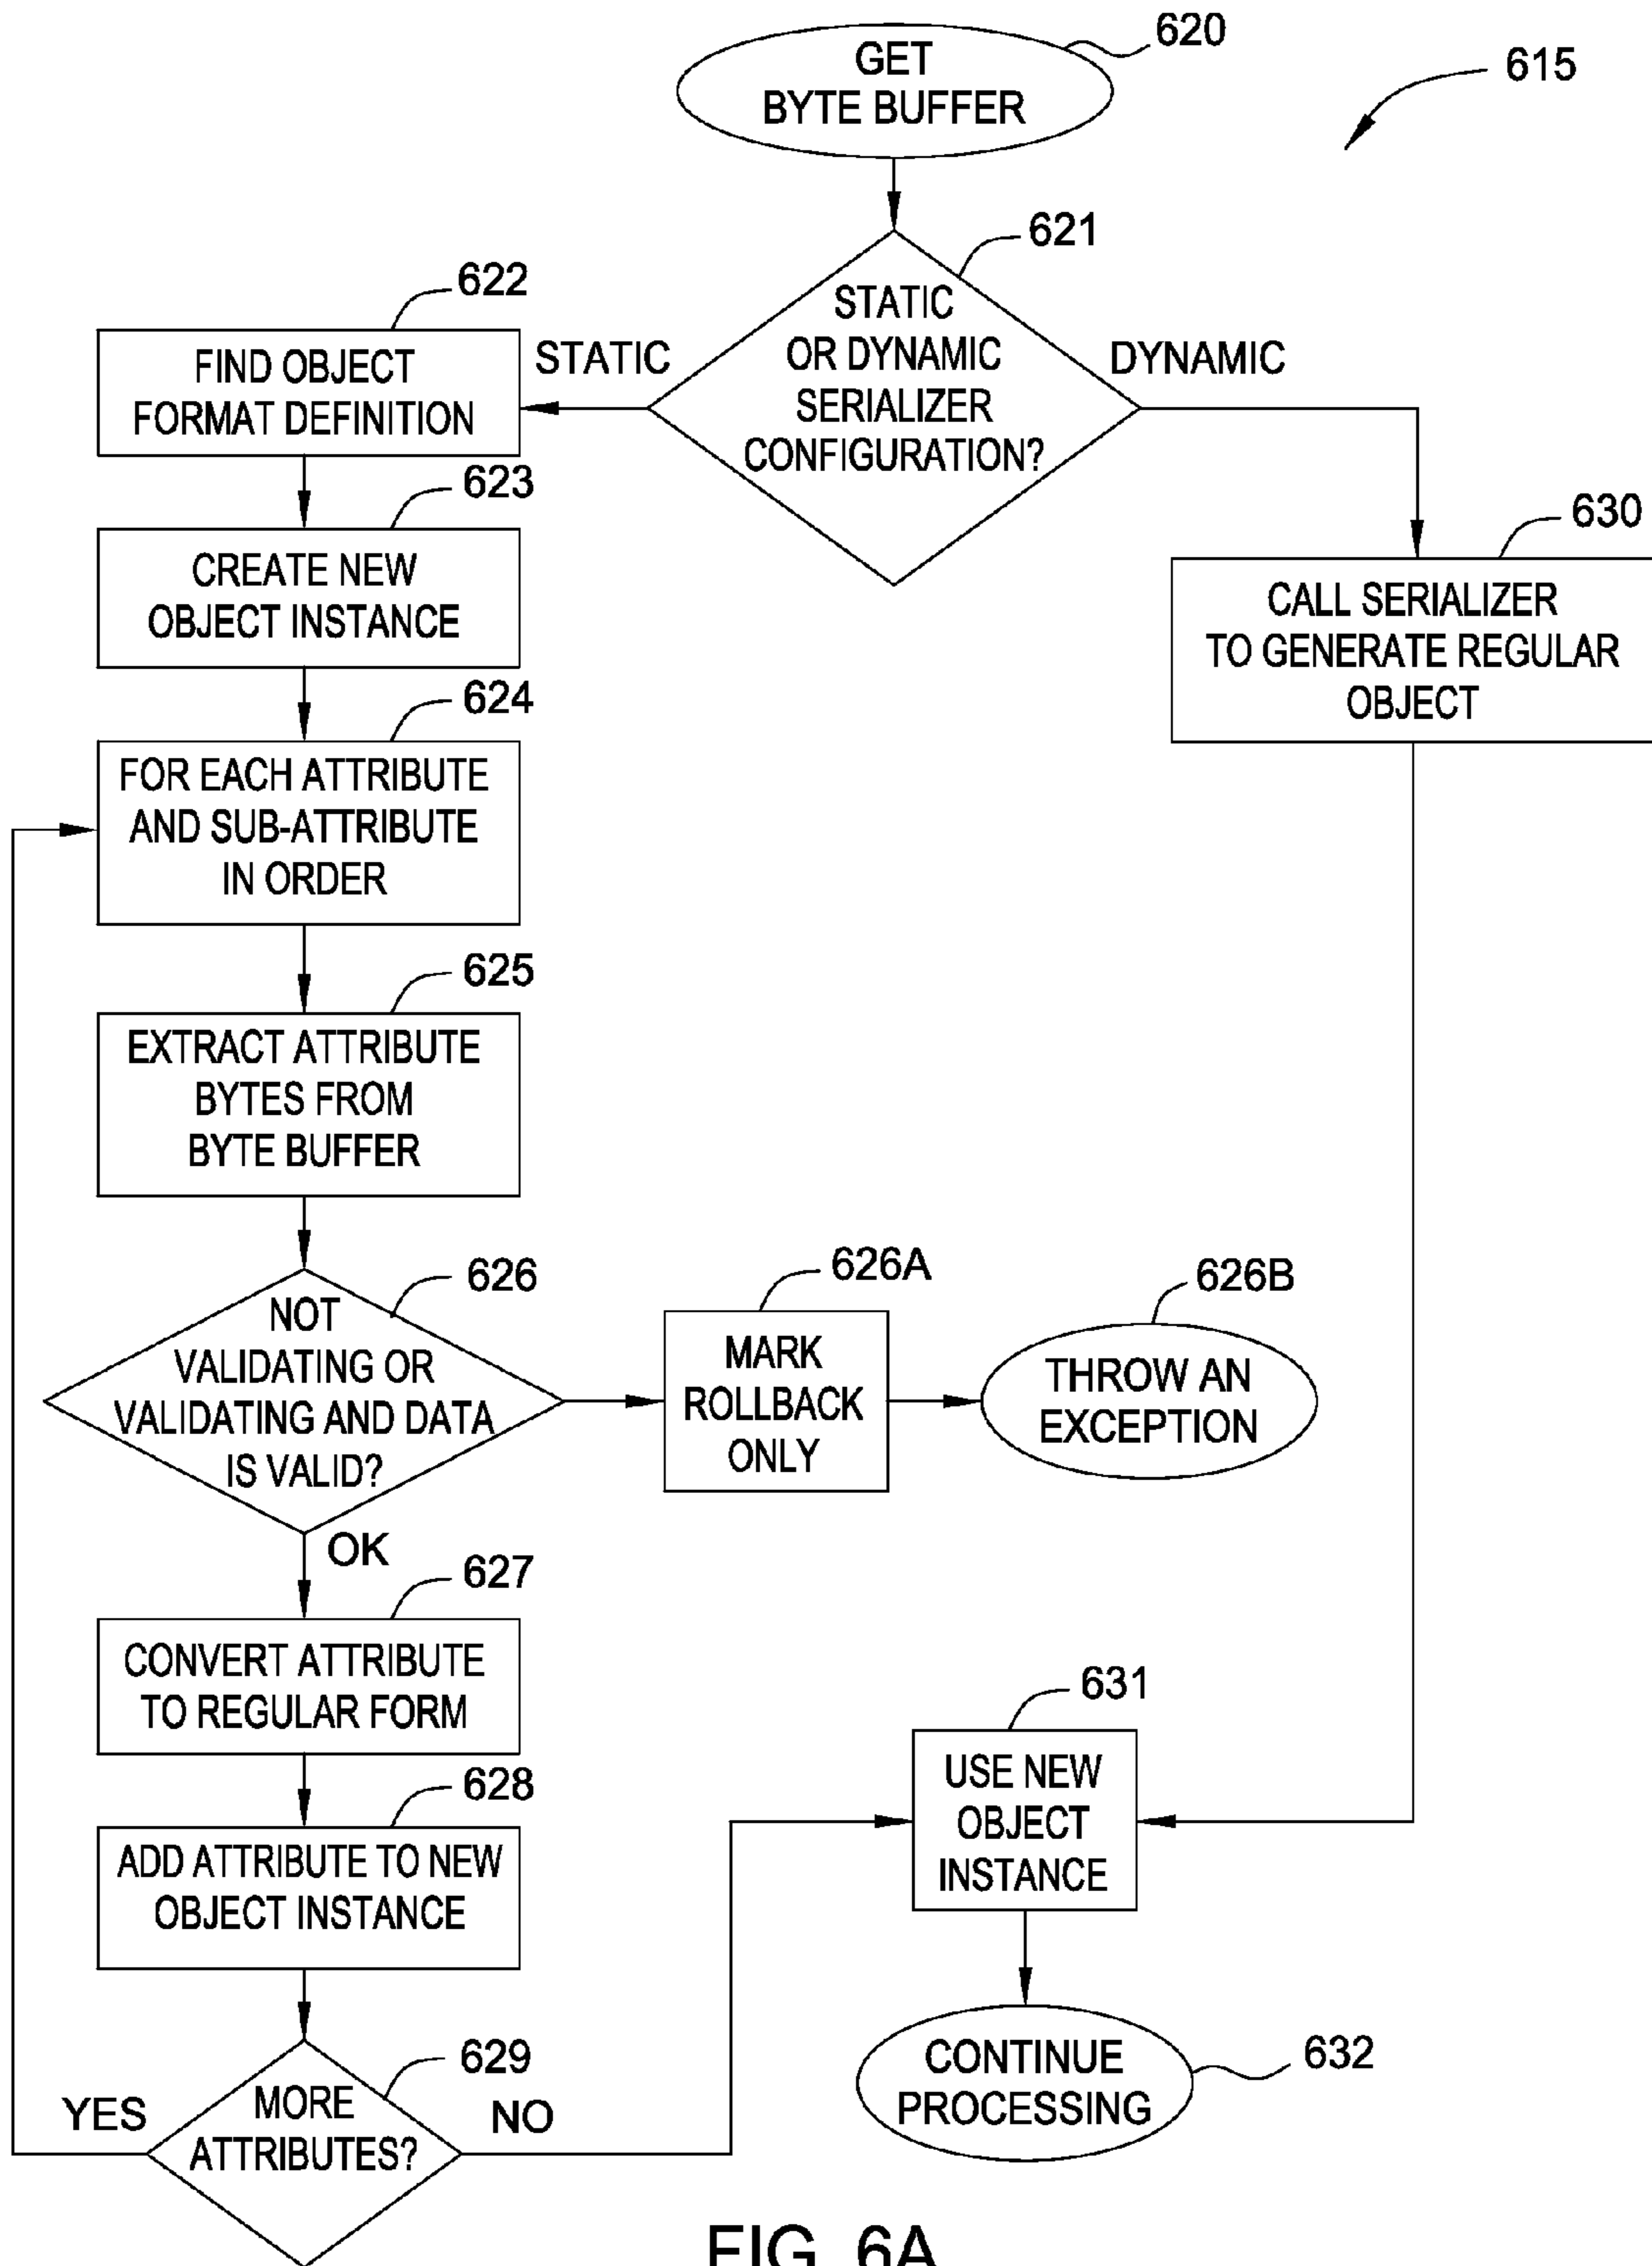 620
GET
BYTE BUFFER
615
621
STATIC
OR DYNAMIC
SERIALIZER
CONFIGURATION?
STATIC
DYNAMIC
622
FIND OBJECT
FORMAT DEFINITION
623
CREATE NEW
OBJECT INSTANCE
630
CALL SERIALIZER
TO GENERATE REGULAR
OBJECT
624
FOR EACH ATTRIBUTE
AND SUB-ATTRIBUTE
IN ORDER
625
EXTRACT ATTRIBUTE
BYTES FROM
BYTE BUFFER
626
NOT
VALIDATING OR
VALIDATING AND DATA
IS VALID?
626A
MARK
ROLLBACK
ONLY
626B
THROW AN
EXCEPTION
OK
627
CONVERT ATTRIBUTE
TO REGULAR FORM
628
ADD ATTRIBUTE TO NEW
OBJECT INSTANCE
631
USE NEW
OBJECT
INSTANCE
629
MORE
ATTRIBUTES?
YES
NO
CONTINUE
PROCESSING
632
FIG. 6A